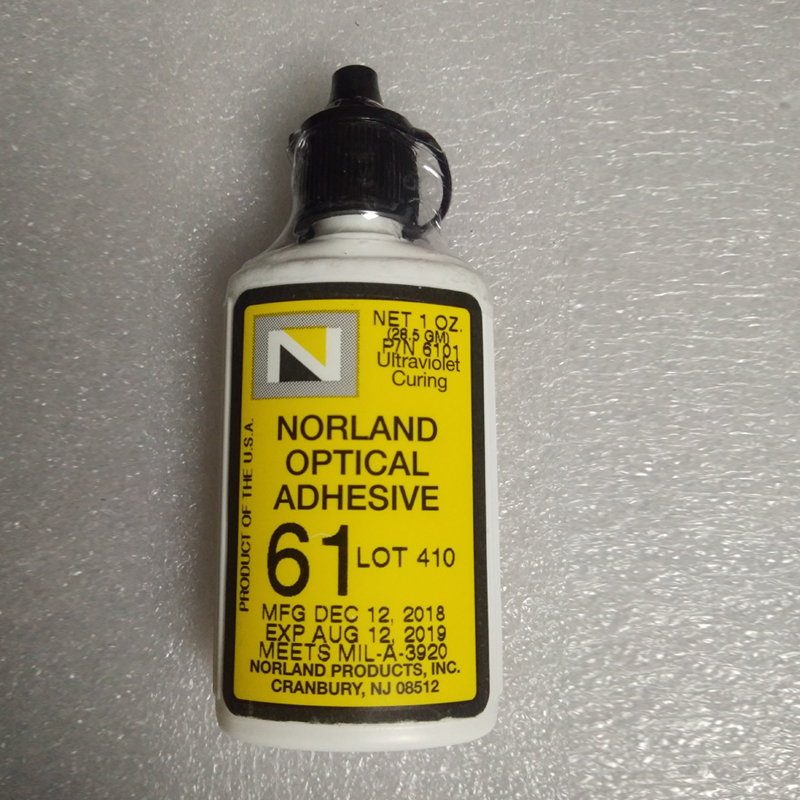 N
NET 1 OZ.
(28.5 GM)
P/N 6101
Ultraviolet
Curing
NORLAND
OPTICAL
ADHESIVE
61 LOT 410
MFG DEC 12, 2018
EXP AUG 12, 2019
MEETS MIL-A-3920
NORLAND PRODUCTS, INC.
CRANBURY, NJ 08512
PRODUCT OF THE U.S.A.